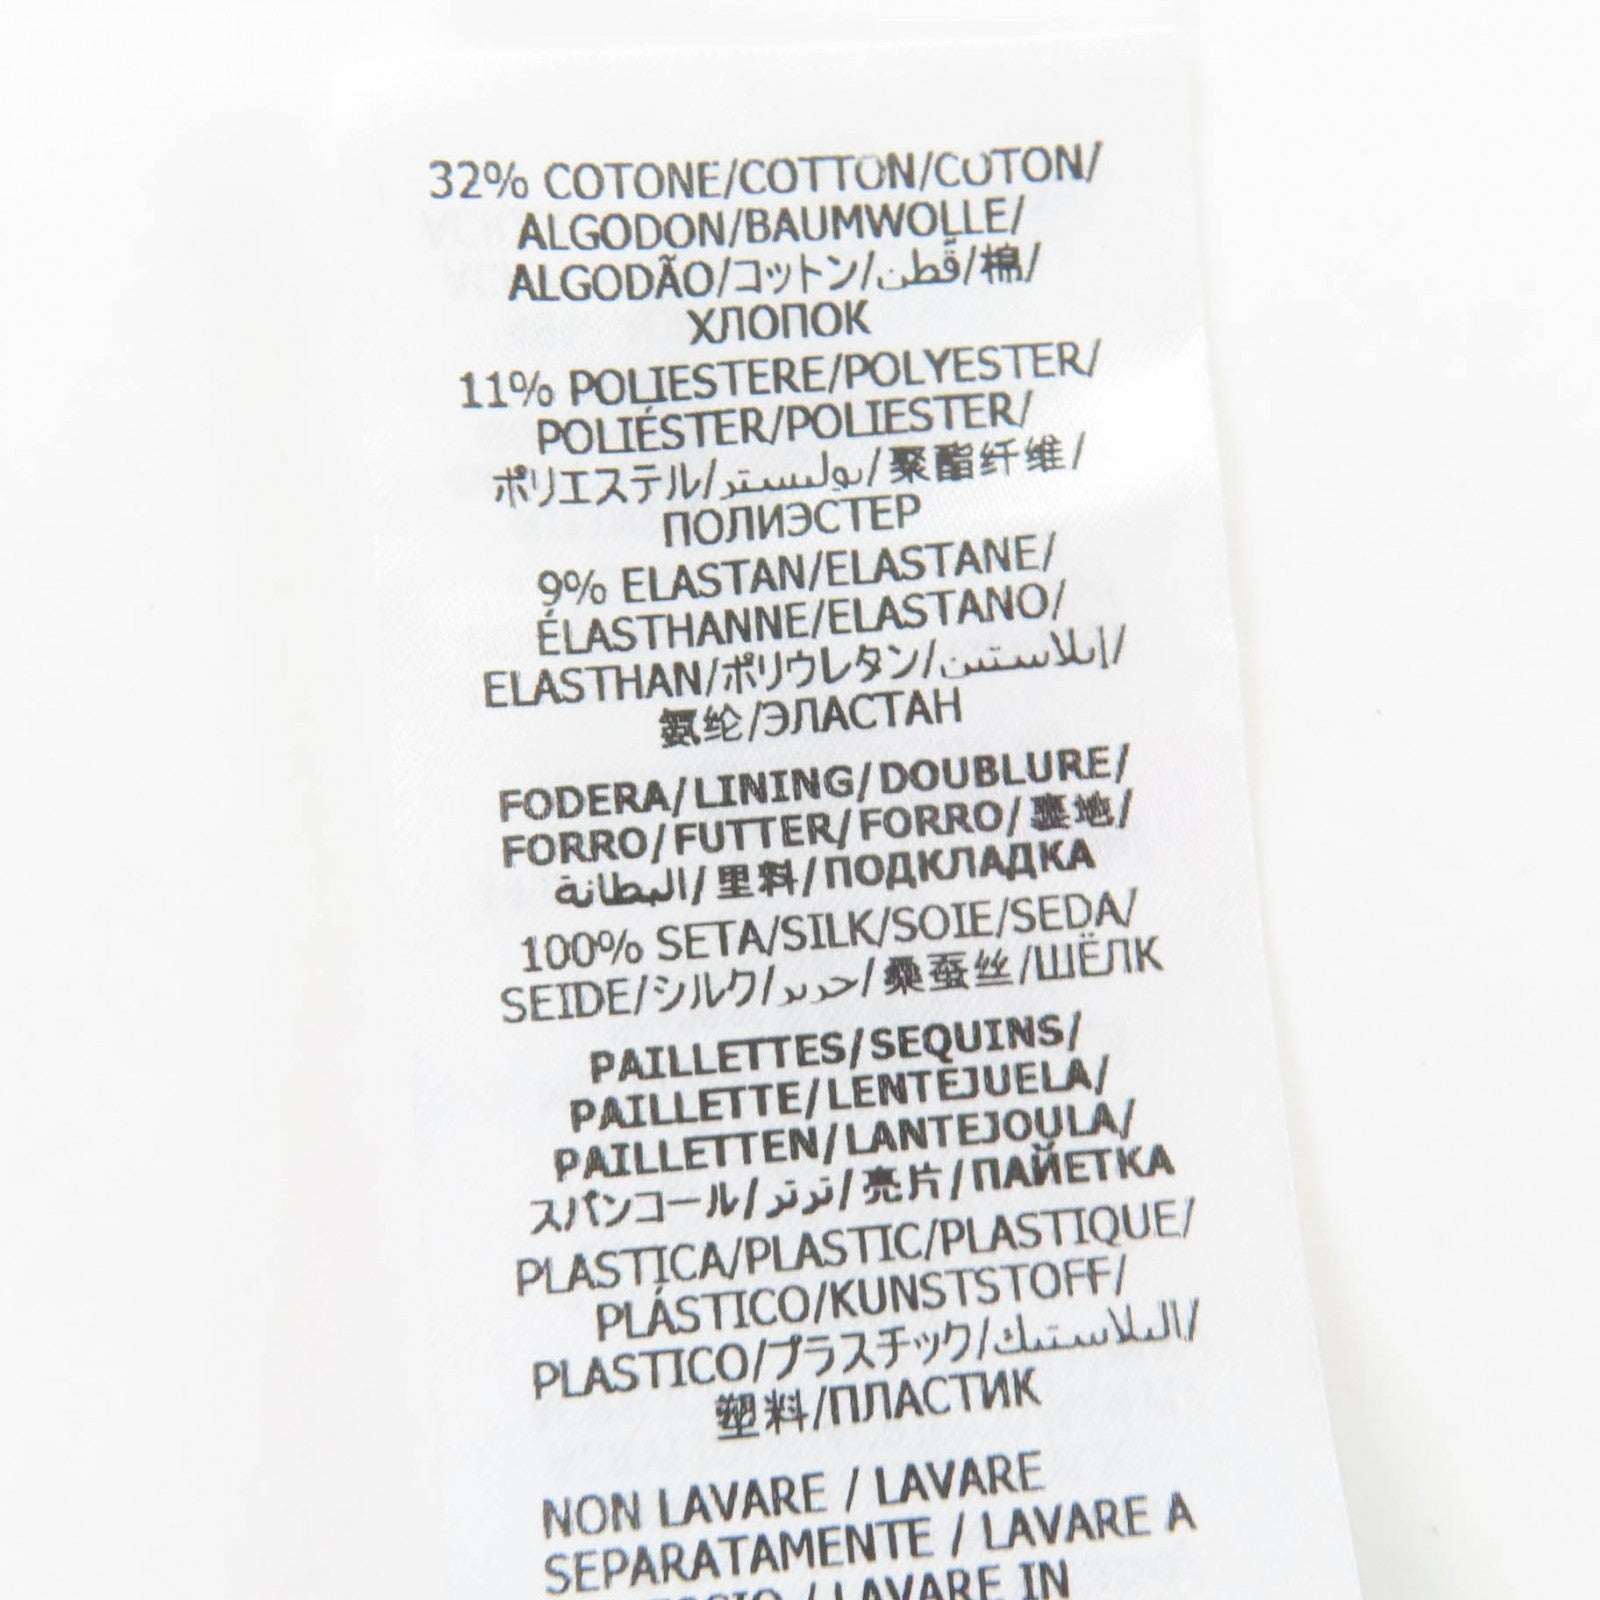 32% COTONE/COTTON/COTON/
ALGODON/BAUMWOLLE/
ALGODÃO/コットン/قُطن/棉/
ХЛОПОК
11% POLIESTERE/POLYESTER/
POLIÉSTER/POLIESTER/
ポリエステル/بوليستر/聚酯纤维/
ПОЛИЭСТЕР
9% ELASTAN/ELASTANE/
ÉLASTHANNE/ELASTANO/
ELASTHAN/ポリウレタン/إيلاستين/
氨纶/ЭЛАСТАН
FODERA/LINING/DOUBLURE/
FORRO/FUTTER/FORRO/裏地/
البطانة/里料/ПОДКЛАДКА
100% SETA/SILK/SOIE/SEDA/
SEIDE/シルク/حرير/桑蚕丝/ШЁЛК
PAILLETTES/SEQUINS/
PAILLETTE/LENTEJUELA/
PAILLETTEN/LANTEJOULA/
スパンコール/ترتر/亮片/ПАЙЕТКА
PLASTICA/PLASTIC/PLASTIQUE/
PLÁSTICO/KUNSTSTOFF/
PLASTICO/プラスチック/البلاستيك/
塑料/ПЛАСТИК
NON LAVARE / LAVARE
SEPARATAMENTE / LAVARE A
/ LAVARE IN